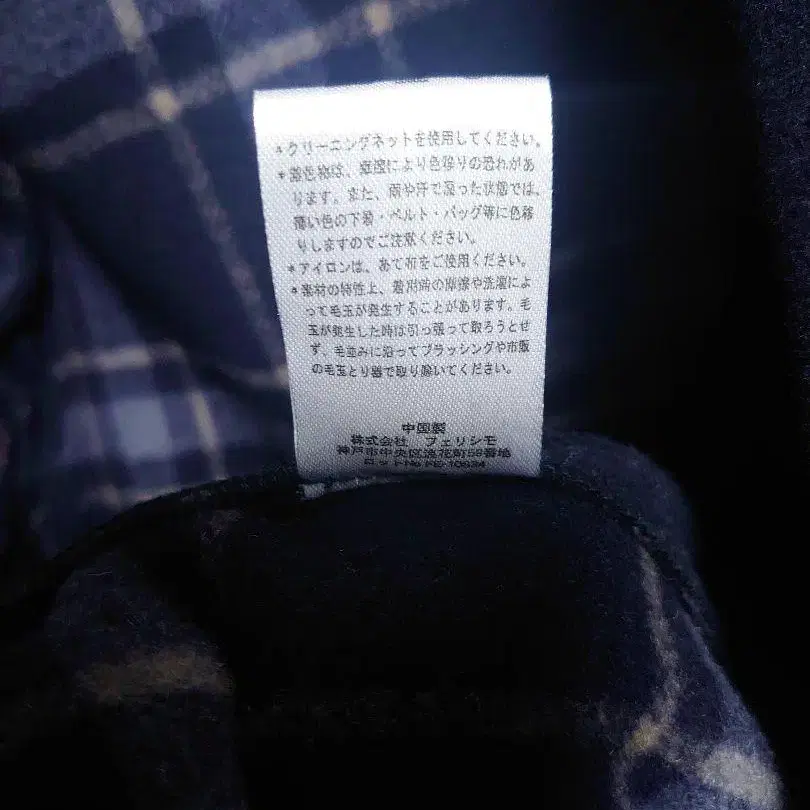 *クリーニングネットを使用してください。
*着色物は、摩擦により色移りの恐れがあ
ります。また、雨や汗で湿った状態では、
薄い色の下着・ベルト・バッグ等に色移
りしますのでご注意ください。
*アイロンは、あて布をご使用ください。
*素材の特性上、着用時の摩擦や洗濯によ
って毛玉が発生することがあります。毛
玉が発生した時は引っ張って取ろうとせ
ず、毛並みに沿ってブラッシングや市販
の毛玉とり器で取り除いてください。
中国製
株式会社 フェリシモ
神戸市中央区浪花町59番地